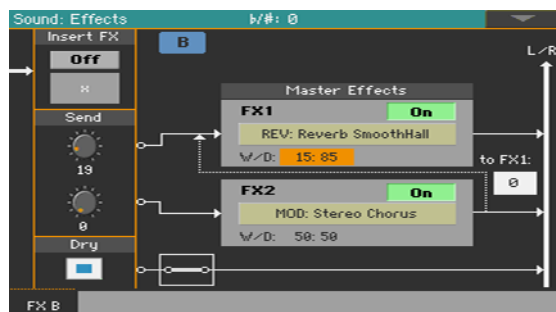 Sound: Effects
♭/#: 0
Insert FX
Off
x
B
L/R
Master Effects
FX1
On
REV: Reverb SmoothHall
W/D: 15:85
to FX1:
0
FX2
On
MOD: Stereo Chorus
W/D: 50:50
Send
19
0
Dry
FX B